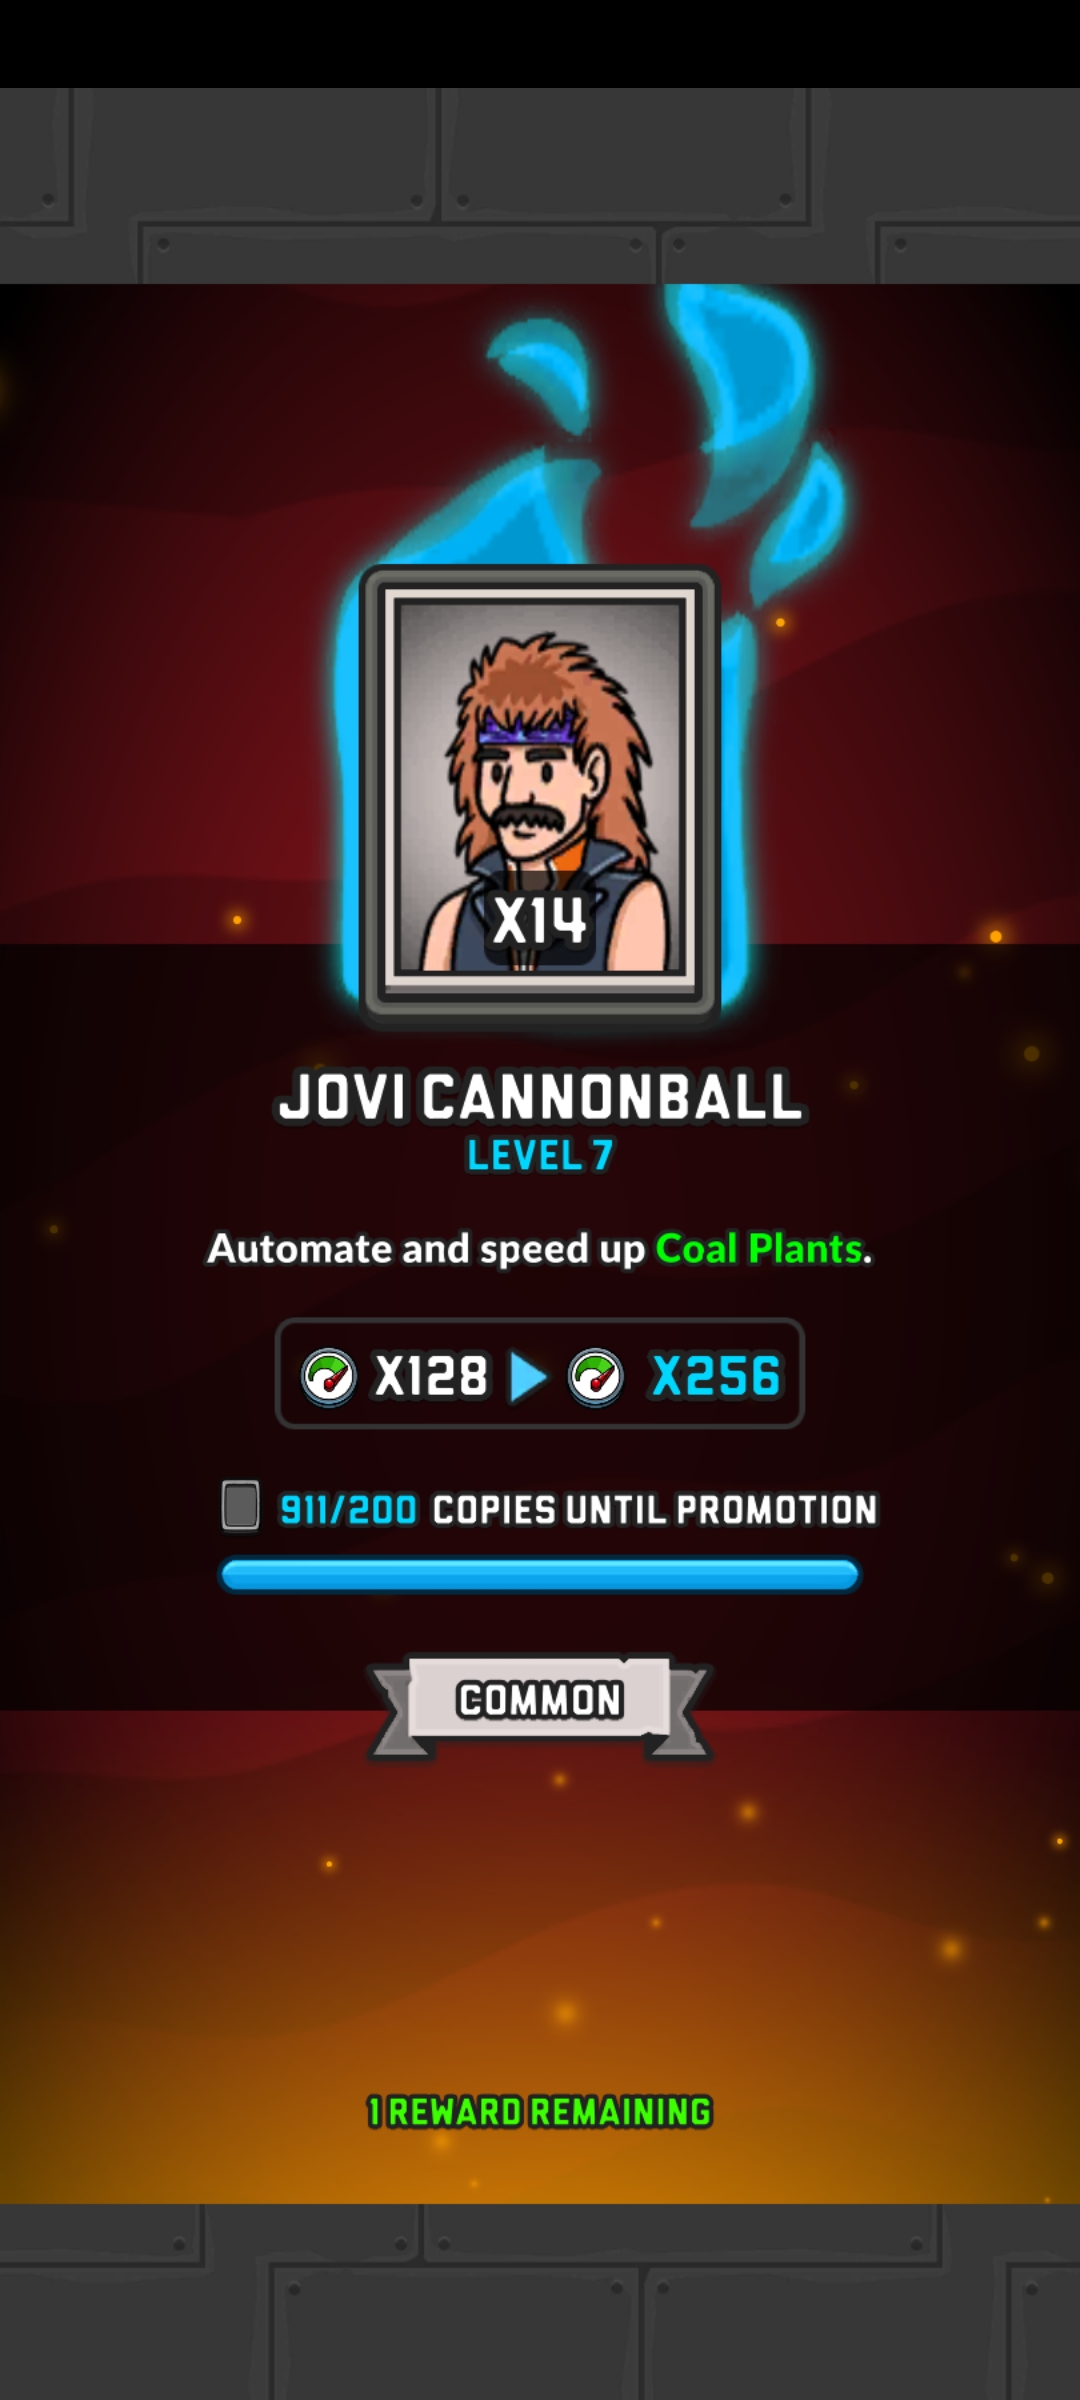 X14
JOVI CANNONBALL
LEVEL 7
Automate and speed up Coal Plants.
X128 X256
911/200 COPIES UNTIL PROMOTION
COMMON
1 REWARD REMAINING